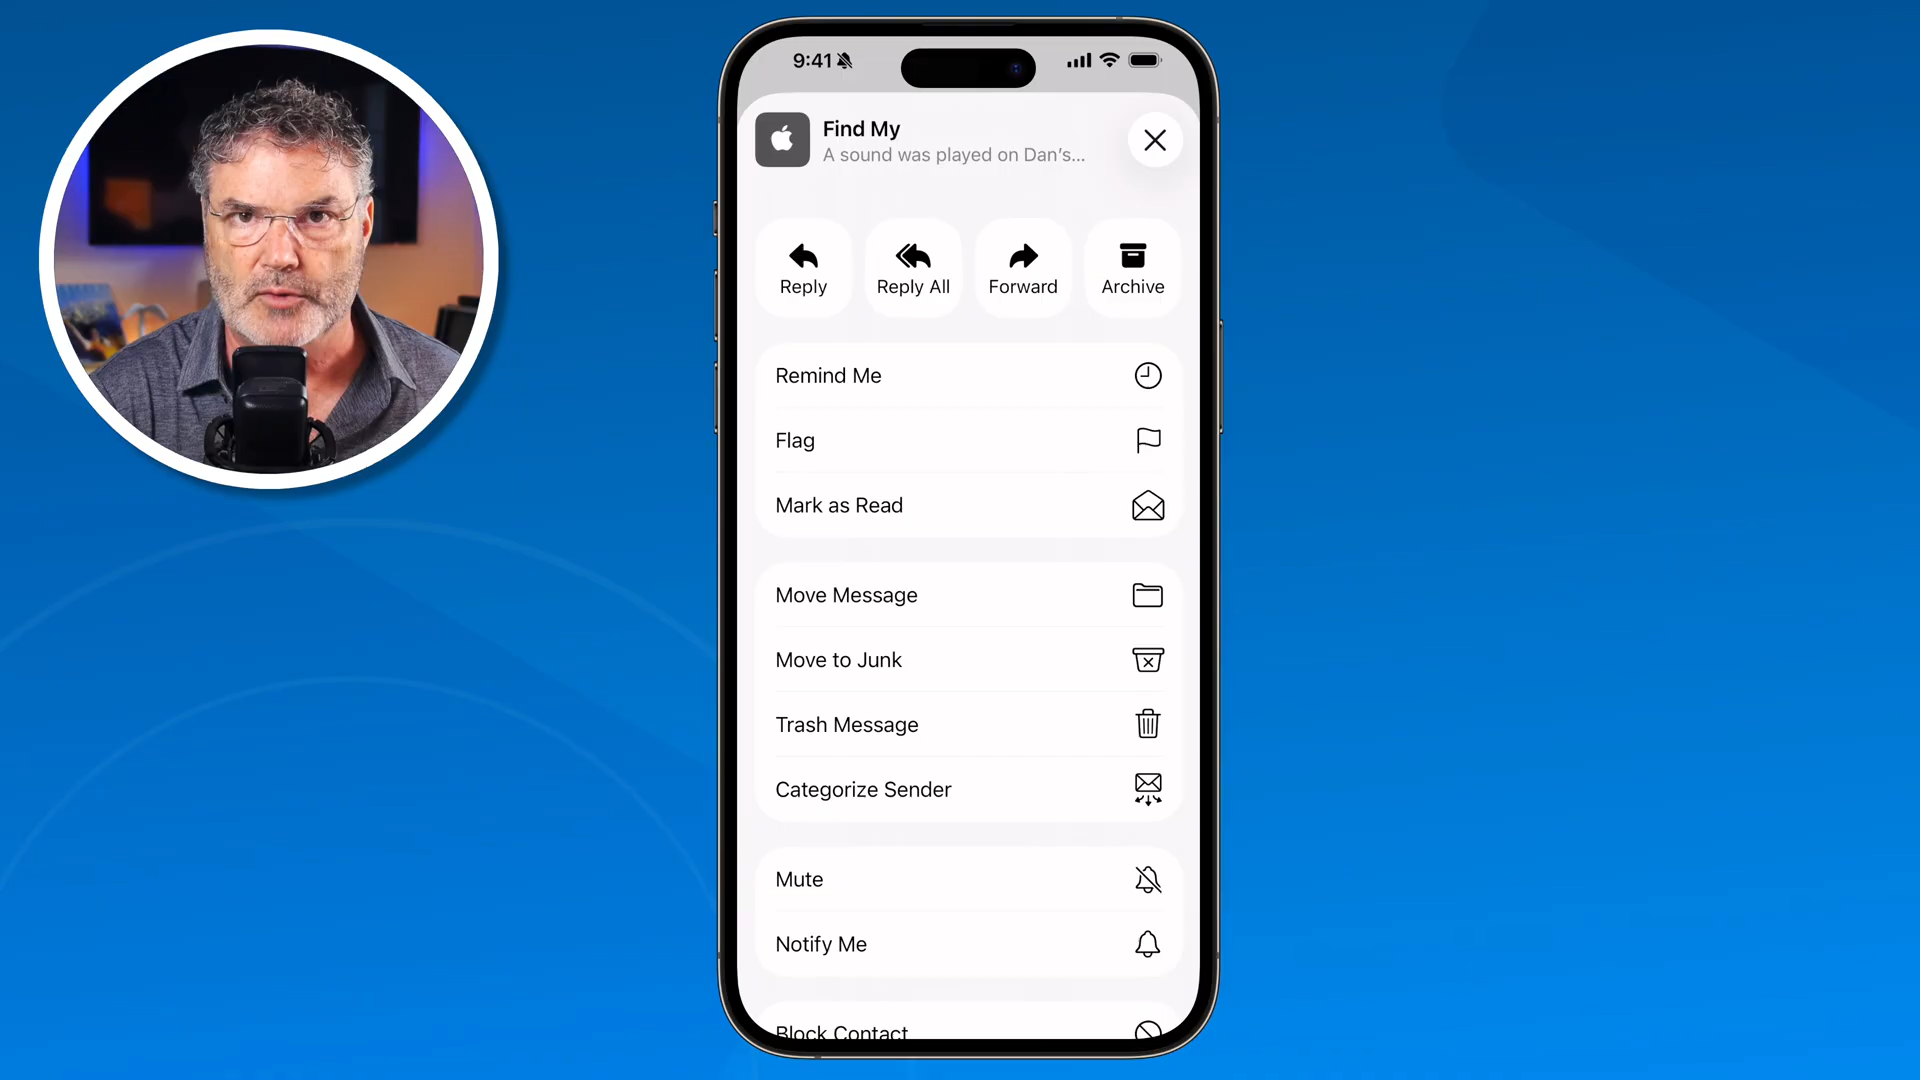 9:41
Find My
A sound was played on Dan’s...
Reply
Reply All
Forward
Archive
Remind Me
Flag
Mark as Read
Move Message
Move to Junk
Trash Message
Categorize Sender
Mute
Notify Me
Block Contact